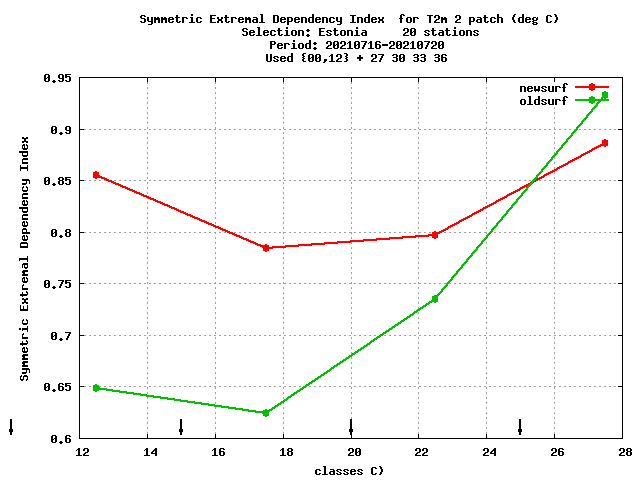 Symmetric Extremal Dependency Index  for T2m 2 patch (deg C)
Selection: Estonia     20 stations
Period: 20210716-20210720
Used {00,12} + 27 30 33 36
newsurf
oldsurf
Symmetric Extremal Dependency Index
0.95
0.9
0.85
0.8
0.75
0.7
0.65
0.6
12 14 16 18 20 22 24 26 28
classes C)